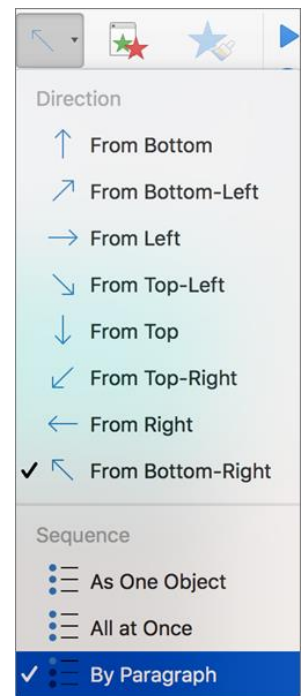 Direction
From Bottom
From Bottom-Left
From Left
From Top-Left
From Top
From Top-Right
From Right
From Bottom-Right
Sequence
As One Object
All at Once
By Paragraph